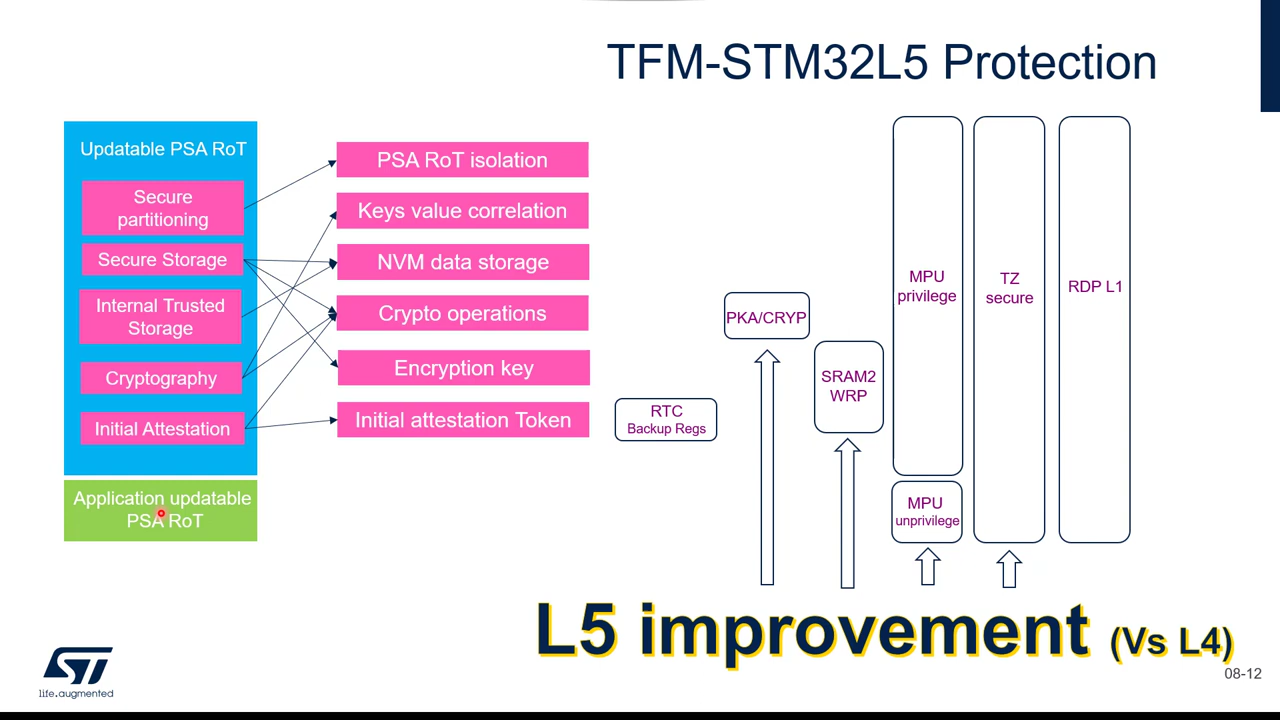 TFM-STM32L5 Protection
Updatable PSA RoT
Secure
partitioning
Secure Storage
Internal Trusted
Storage
Cryptography
Initial Attestation
Application updatable
PSA RoT
PSA RoT isolation
Keys value correlation
NVM data storage
Crypto operations
Encryption key
Initial attestation Token
RTC
Backup Regs
PKA/CRYP
SRAM2
WRP
MPU
privilege
MPU
unprivilege
TZ
secure
RDP L1
L5 improvement (Vs L4)
ST
life.augmented
08-12